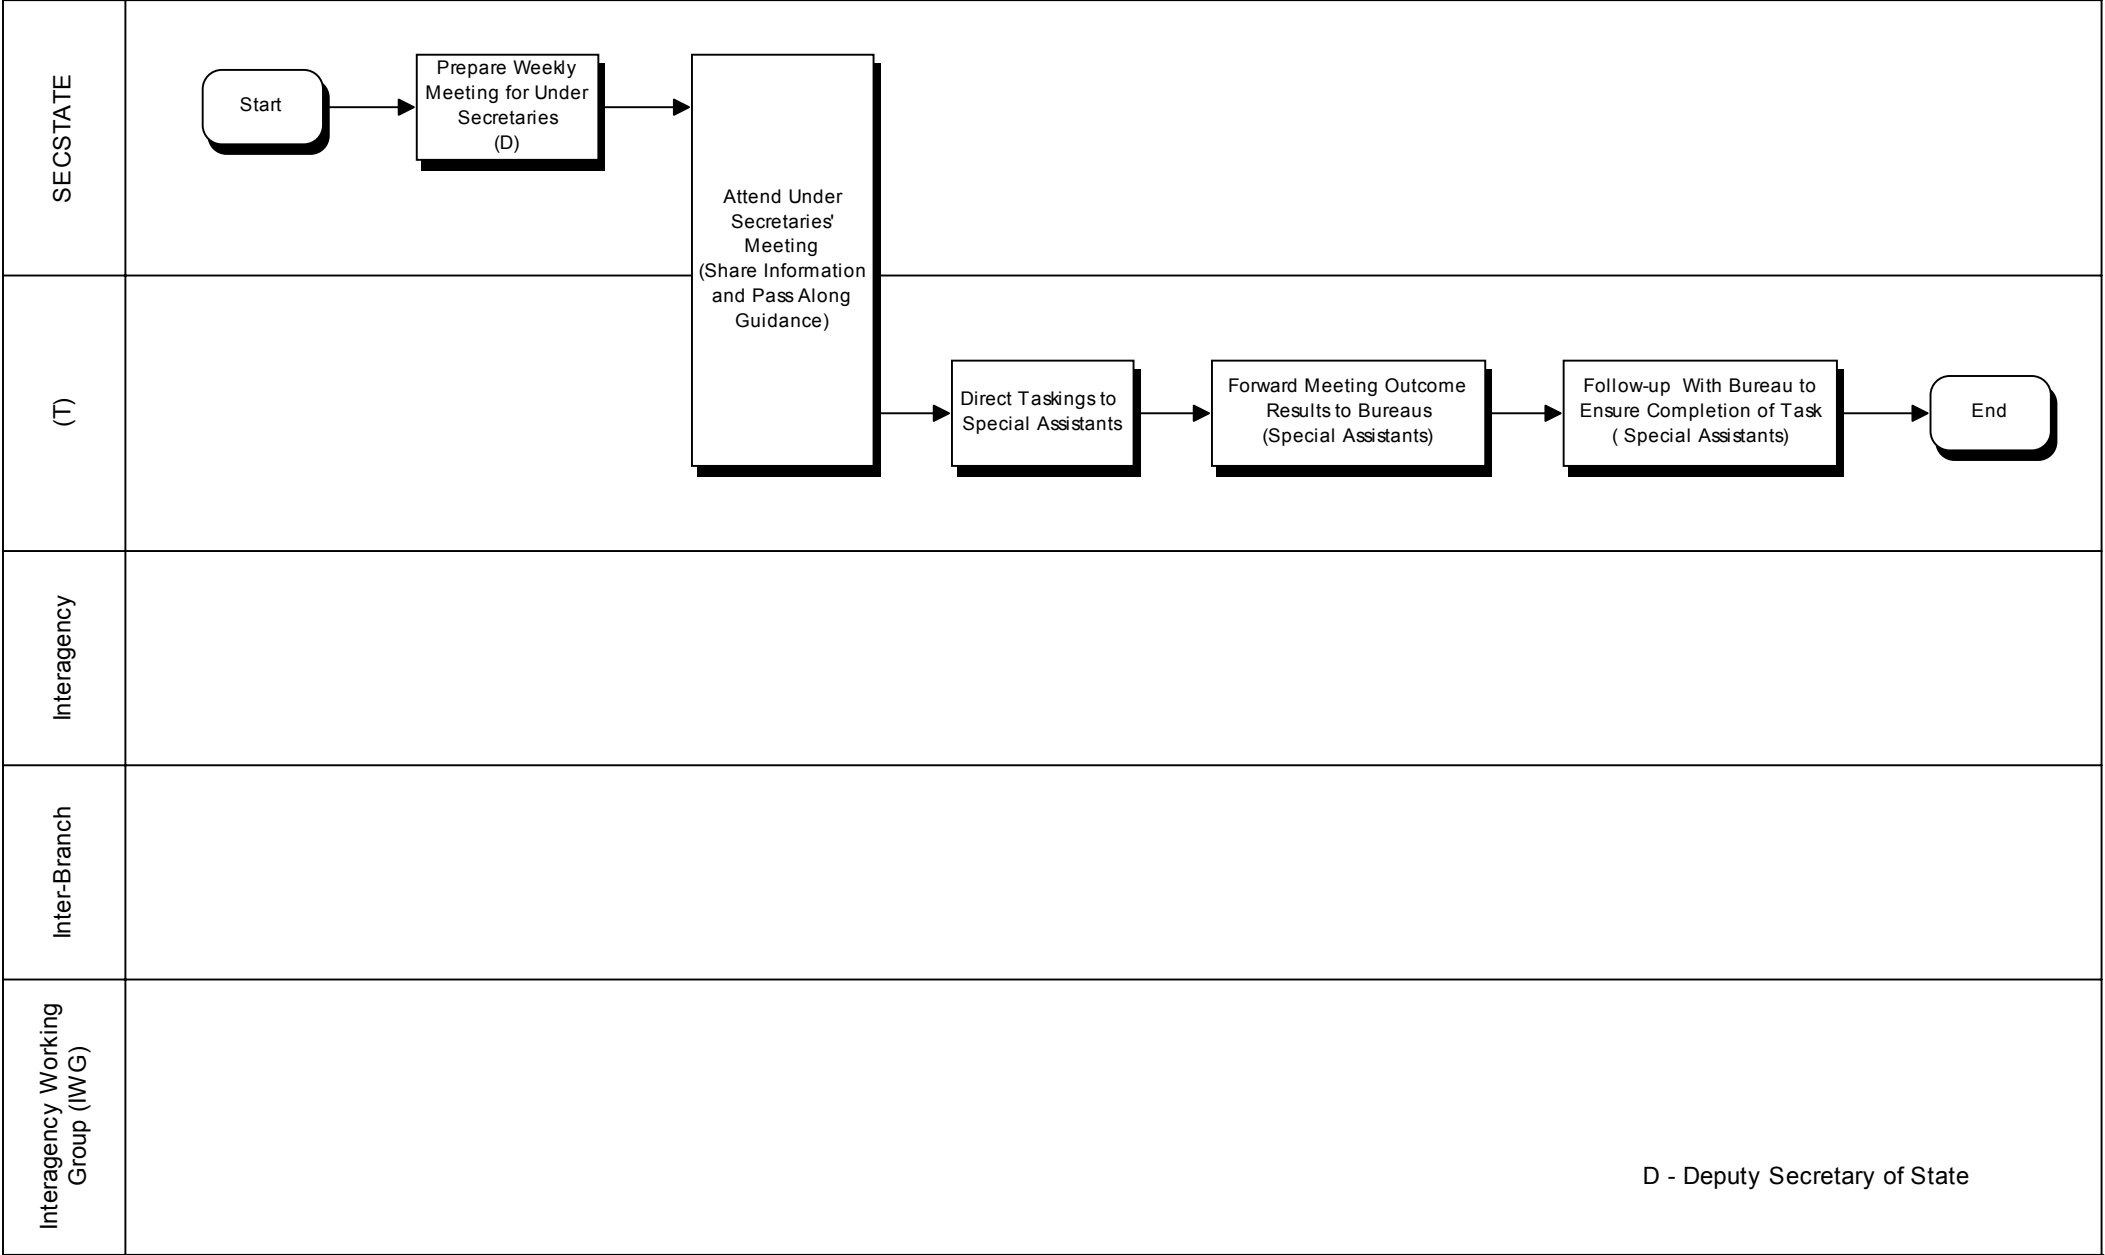 SECSTATE
Start
Prepare Weekly
Meeting for Under
Secretaries
(D)
Attend Under
Secretaries'
Meeting
(Share Information
and Pass Along
Guidance)
(T)
Direct Taskings to
Special Assistants
Forward Meeting Outcome
Results to Bureaus
(Special Assistants)
Follow-up With Bureau to
Ensure Completion of Task
( Special Assistants)
End
Interagency
Inter-Branch
Interagency Working
Group (IWG)
D - Deputy Secretary of State